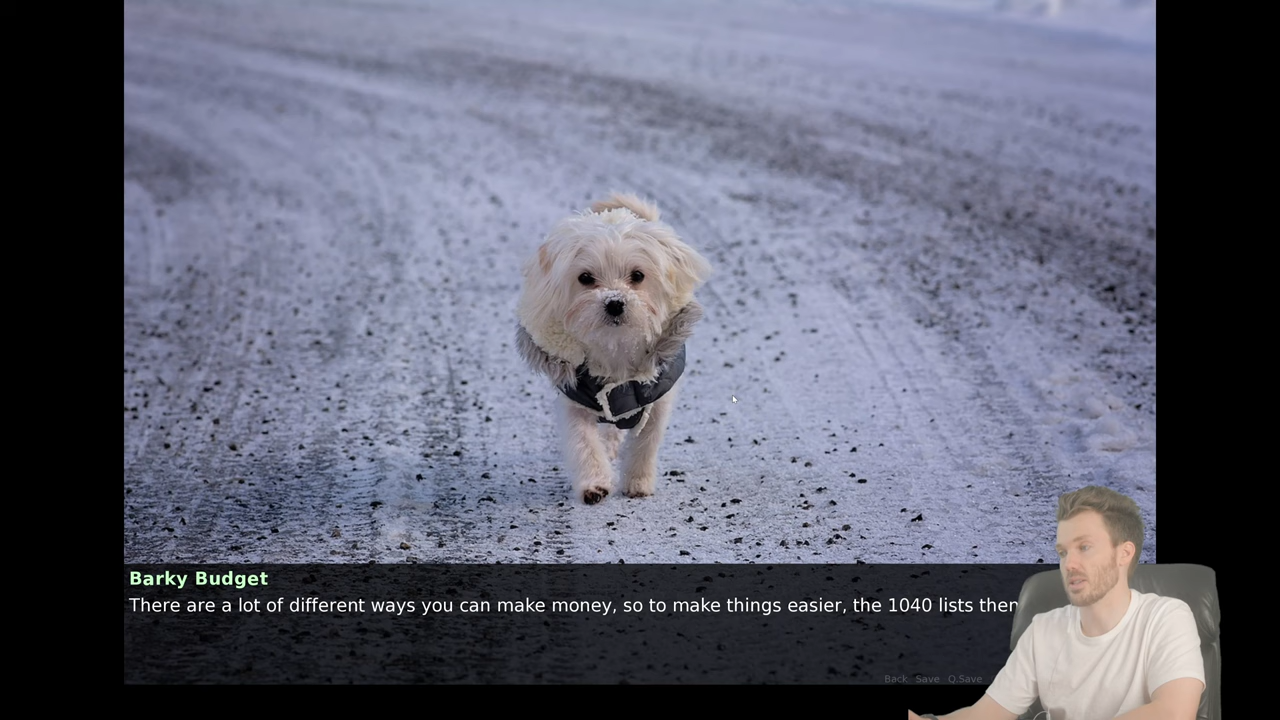 Barky Budget
There are a lot of different ways you can make money, so to make things easier, the 1040 lists
Back Save Q.Save